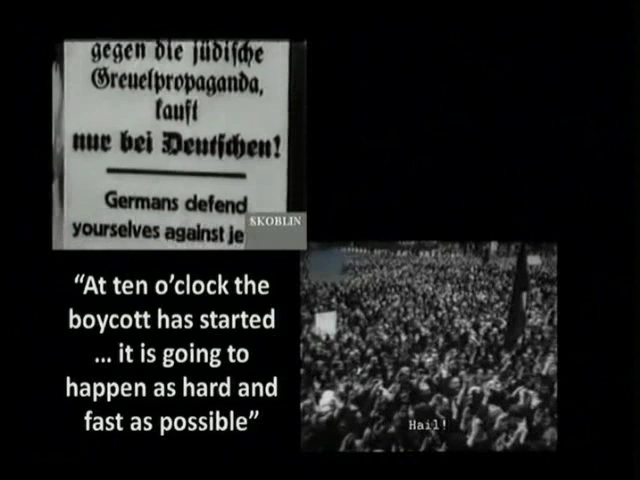 gegen die jüdische
Greuelpropaganda,
kauft
nur bei Deutschen!
Germans defend
yourselves against je
SKOBLIN
“At ten o’clock the
boycott has started
... it is going to
happen as hard and
fast as possible”
Hail!